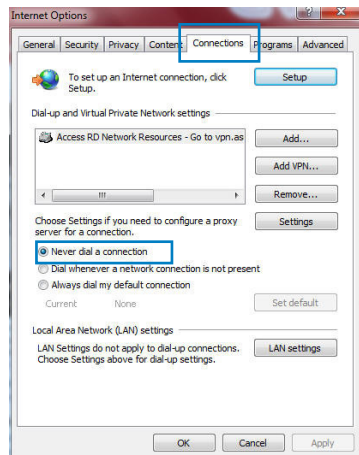 Internet Options
General Security Privacy Content Connections Programs Advanced
To set up an Internet connection, click
Setup.
Setup
Dial-up and Virtual Private Network settings
Access RD Network Resources - Go to vpn.as
Add...
Add VPN...
Remove...
Choose Settings if you need to configure a proxy
server for a connection.
Settings
Never dial a connection
Dial whenever a network connection is not present
Always dial my default connection
Current None
Set default
Local Area Network (LAN) settings
LAN Settings do not apply to dial-up connections.
Choose Settings above for dial-up settings.
LAN settings
OK Cancel Apply